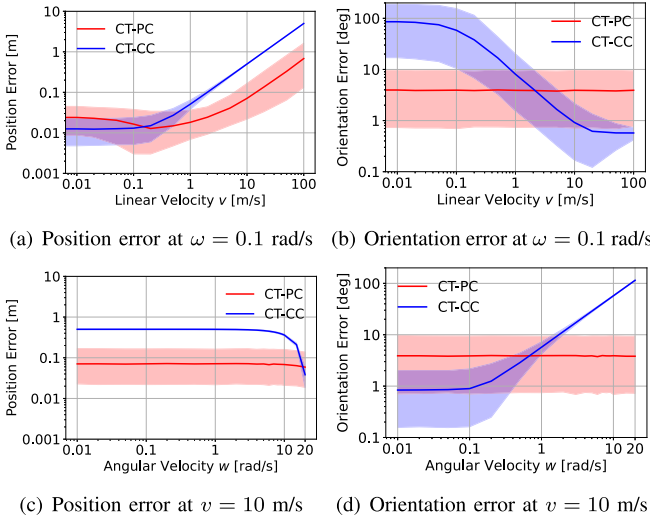 10
1
0.1
0.01
0.001
Position Error [m]
CT-PC
CT-CC
0.01
0.1
1
10
100
Linear Velocity v [m/s]
100
10
1
0.1
Orientation Error [deg]
CT-PC
CT-CC
0.01
0.1
1
10
100
Linear Velocity v [m/s]
(a) Position error at ω = 0.1 rad/s
(b) Orientation error at ω = 0.1 rad/s
10
1
0.1
0.01
0.001
Position Error [m]
CT-PC
CT-CC
0.01
0.1
1
10 20
Angular Velocity w [rad/s]
100
10
1
0.1
Orientation Error [deg]
CT-PC
CT-CC
0.01
0.1
1
10 20
Angular Velocity w [rad/s]
(c) Position error at v = 10 m/s
(d) Orientation error at v = 10 m/s